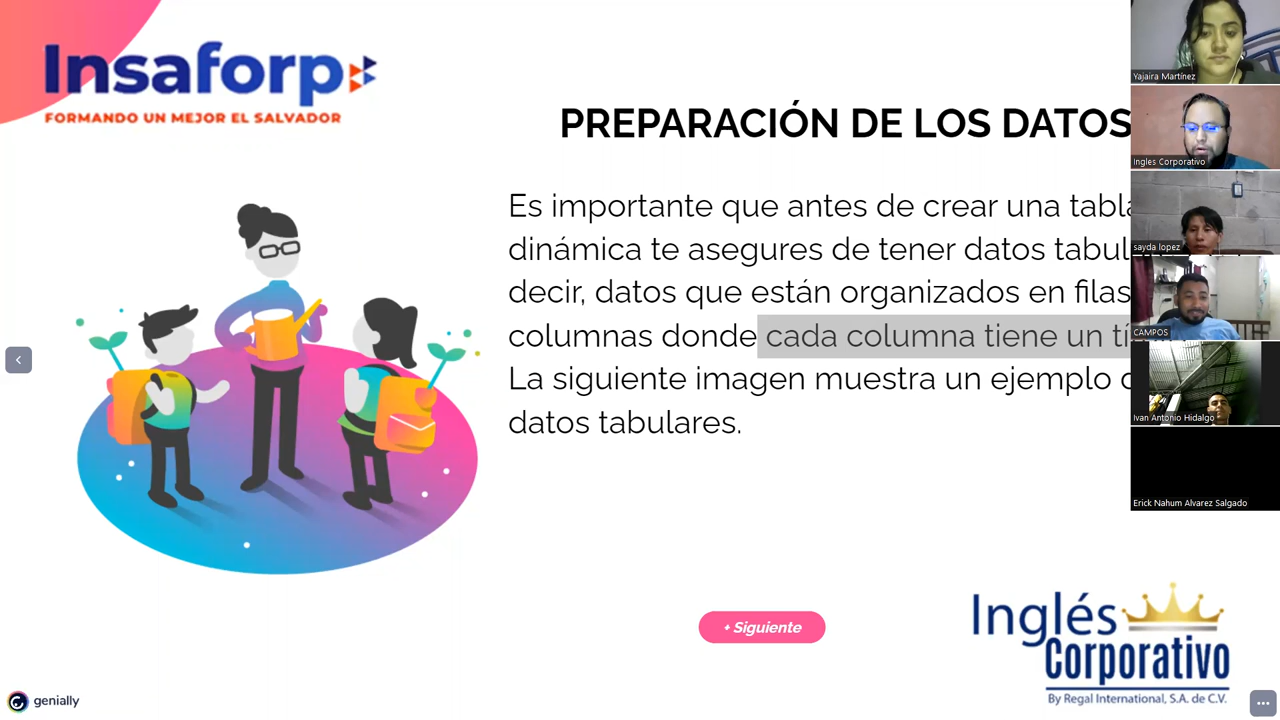 Insaforp
FORMANDO UN MEJOR EL SALVADOR
PREPARACIÓN DE LOS DATOS
Es importante que antes de crear una tabla
dinámica te asegures de tener datos
decir, datos que están organizados en filas
columnas donde cada columna tiene un
La siguiente imagen muestra un ejemplo
datos tabulares.
+ Siguiente
Inglés
Corporativo
By Regal International, S.A. de C.V.
genially
Yajaira Martínez
Ingles Corporativo
sayda lopez
CAMPOS
Ivan Antonio Hidalgo
Erick Nahum Alvarez Salgado